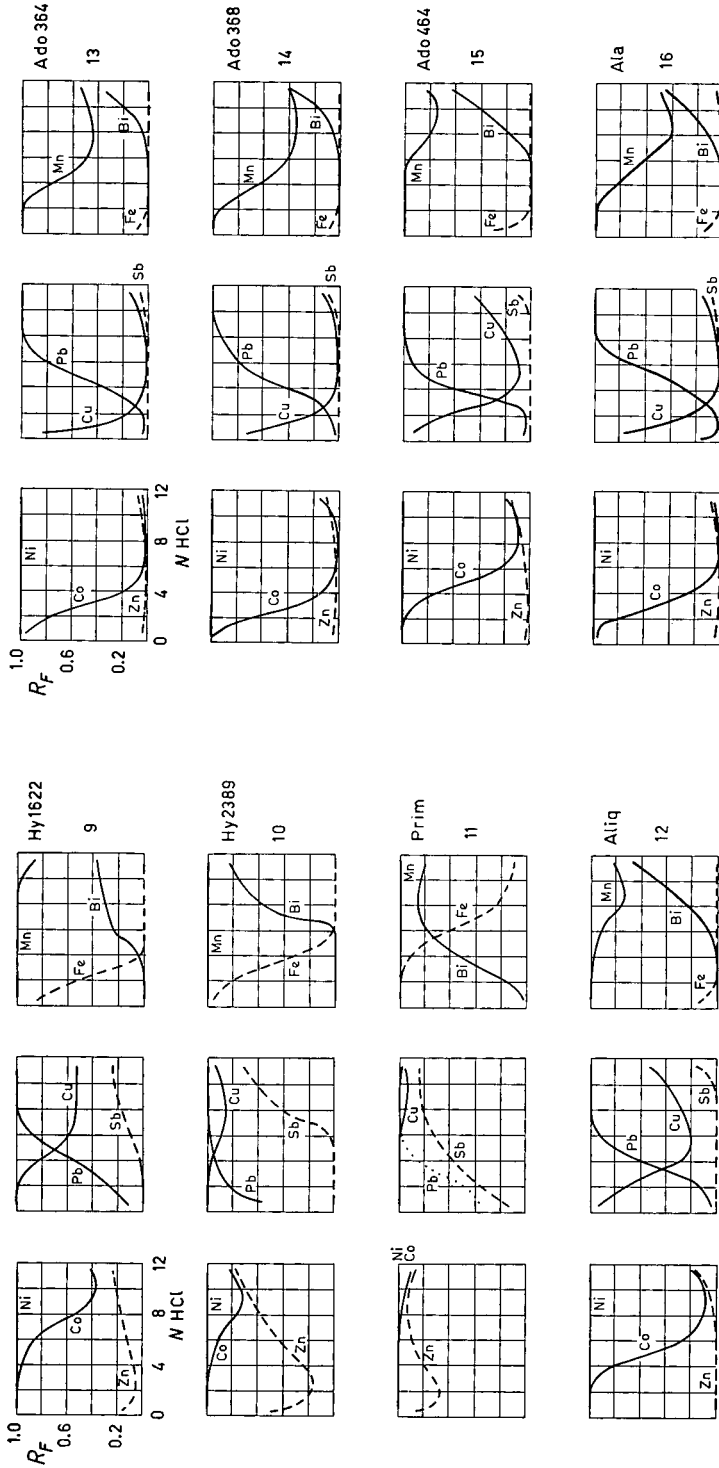 1.0
R_F
0.6
0.2
0 4 8 12
N HCl
Ni
Co
Zn
Cu
Pb
Sb
Mn
Fe
Bi
Hy1622
9
Ni
Co
Zn
Pb
Cu
Sb
Mn
Fe
Bi
Hy2389
10
Ni
Co
Zn
Cu
Pb
Sb
Mn
Fe
Bi
Prim
11
Ni
Co
Zn
Pb
Cu
Sb
Mn
Bi
Fe
Aliq
12
1.0
R_F
0.6
0.2
0 4 8 12
N HCl
Ni
Co
Zn
Pb
Cu
Sb
Mn
Bi
Fe
Ado 364
13
Ni
Co
Zn
Pb
Cu
Sb
Mn
Bi
Fe
Ado 368
14
Ni
Co
Zn
Pb
Cu
Sb
Mn
Bi
Fe
Ado 464
15
Ni
Co
Zn
Pb
Cu
Sb
Mn
Bi
Fe
Ala
16